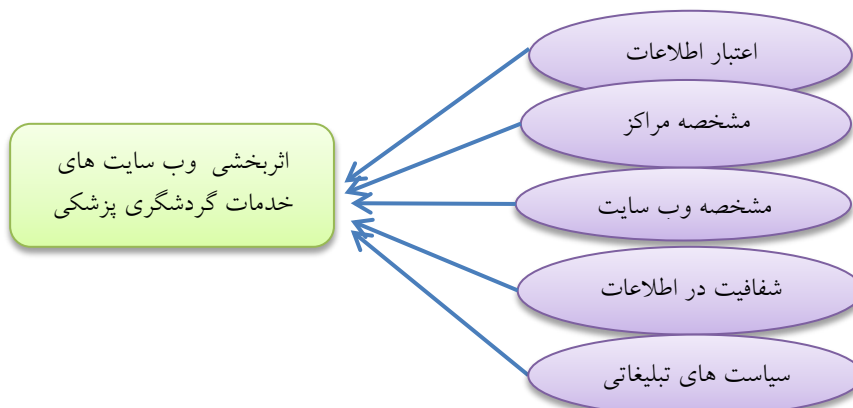 اعتبار اطلاعات
مشخصه مراکز
اثربخشی وب سایت های
خدمات گردشگری پزشکی
مشخصه وب سایت
شفافیت در اطلاعات
سیاست های تبلیغاتی